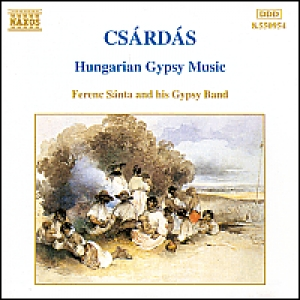 NAXOS
DDD
8.550954
CSÁRDÁS
Hungarian Gypsy Music
Ferenc Sánta and his Gypsy Band